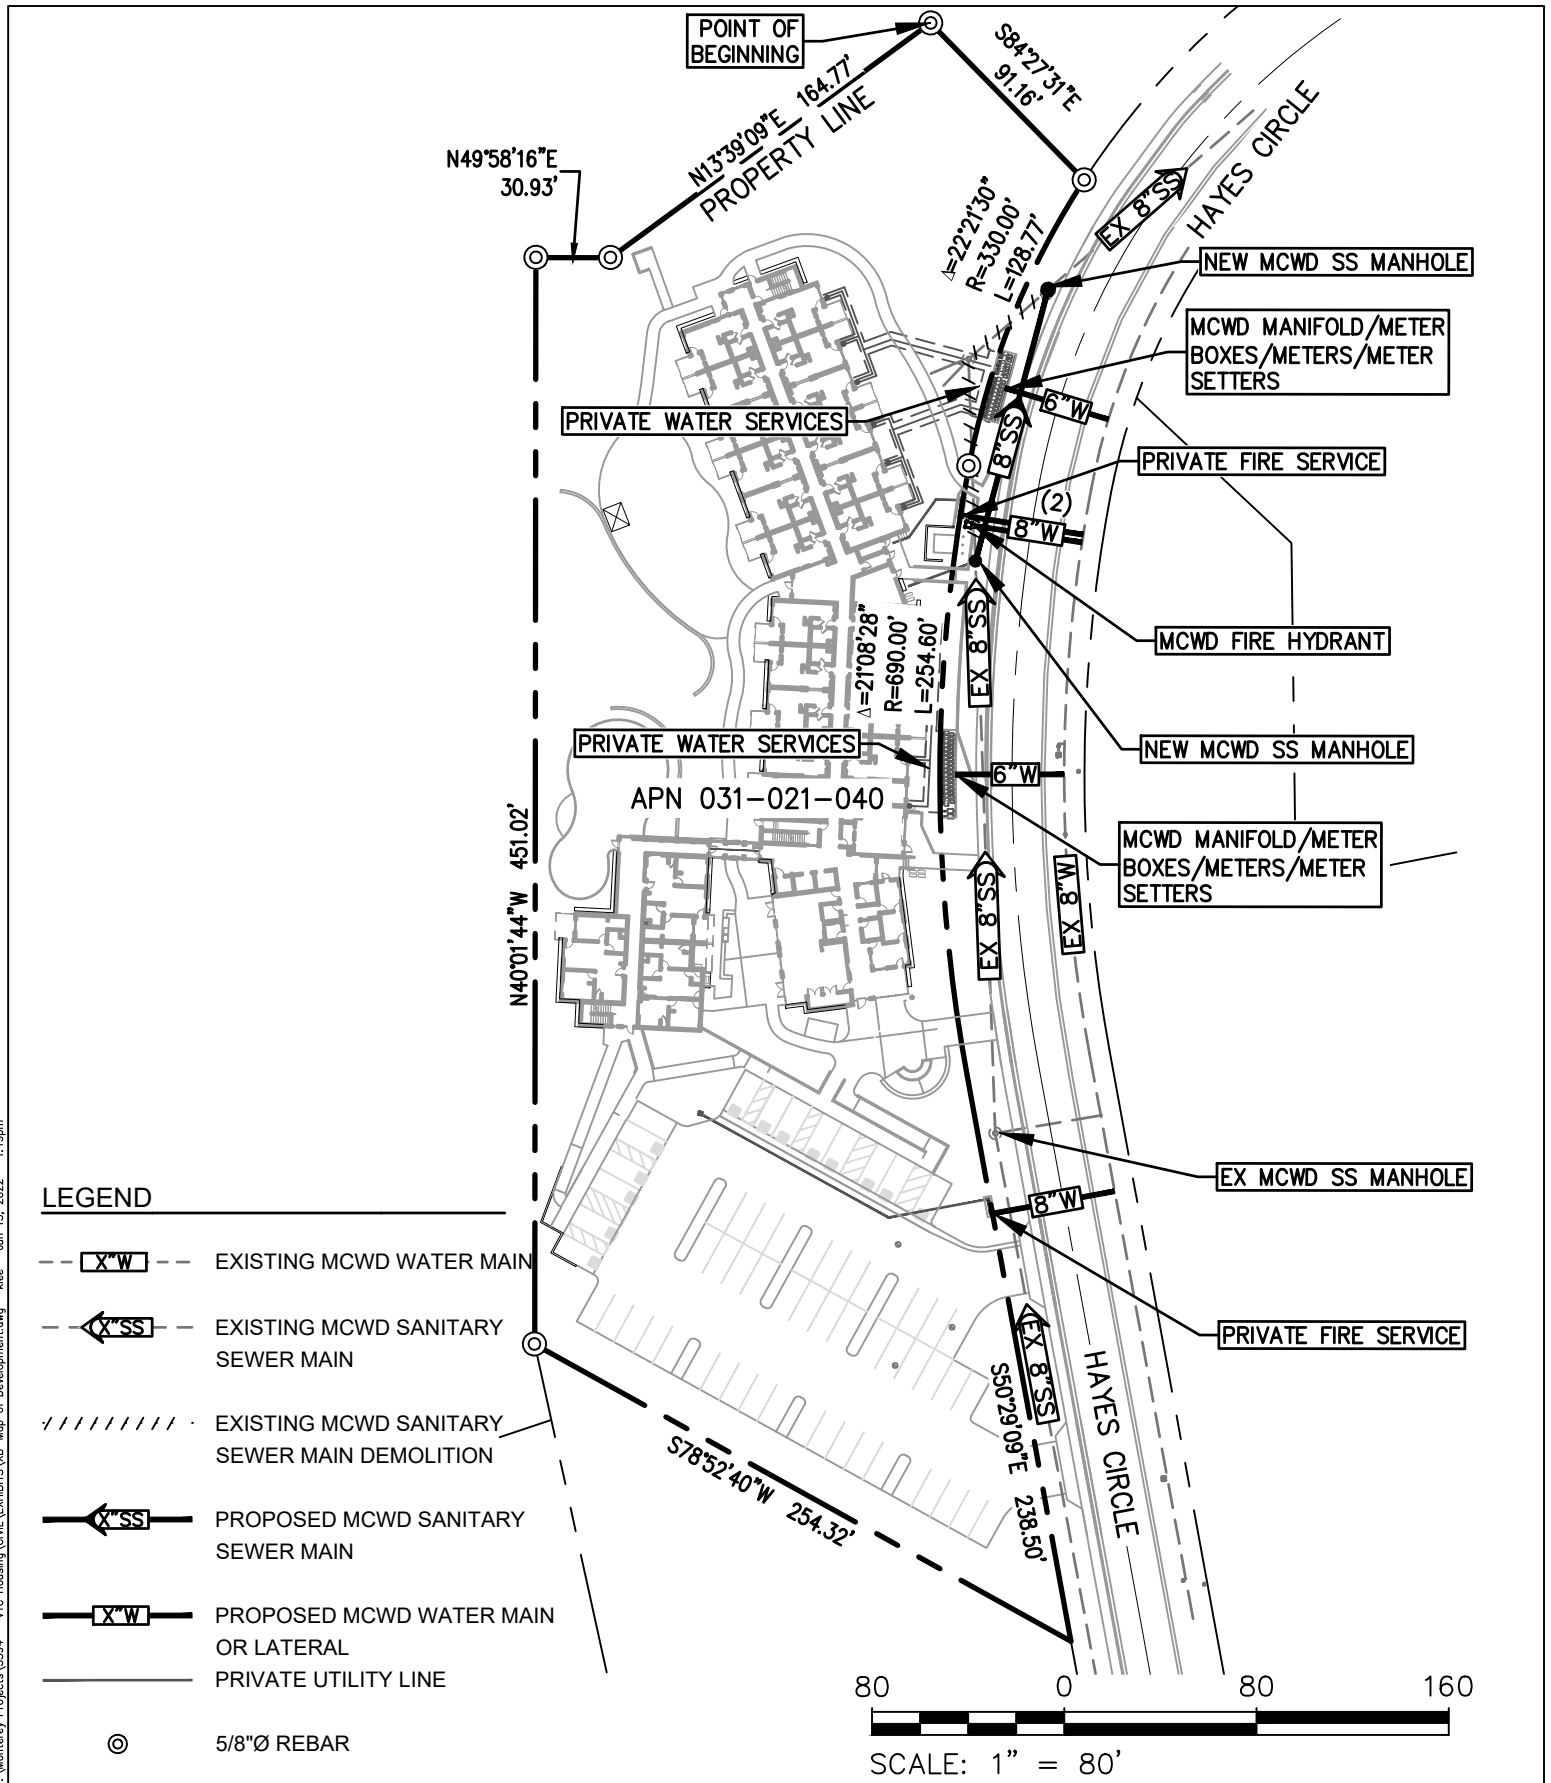 POINT OF
BEGINNING
S84°27'31"E
91.16'
N13°39'09"E 164.77'
PROPERTY LINE
N49°58'16"E
30.93'
HAYES CIRCLE
EX 8"SS
Δ=22°21'30"
R=330.00'
L=128.77'
NEW MCWD SS MANHOLE
MCWD MANIFOLD/METER
BOXES/METERS/METER
SETTERS
6"W
PRIVATE WATER SERVICES
8"SS
PRIVATE FIRE SERVICE
(2)
8"W
MCWD FIRE HYDRANT
EX 8"SS
Δ=21°08'28"
R=690.00'
L=254.60'
NEW MCWD SS MANHOLE
PRIVATE WATER SERVICES
6"W
APN 031-021-040
MCWD MANIFOLD/METER
BOXES/METERS/METER
SETTERS
N40°01'44"W 451.02'
EX 8"SS
EX 8"W
EX MCWD SS MANHOLE
8"W
PRIVATE FIRE SERVICE
EX 8"SS
S50°29'09"E 238.50'
HAYES CIRCLE
S78°52'40"W 254.32'
LEGEND
X"W EXISTING MCWD WATER MAIN
X"SS EXISTING MCWD SANITARY
SEWER MAIN
EXISTING MCWD SANITARY
SEWER MAIN DEMOLITION
X"SS PROPOSED MCWD SANITARY
SEWER MAIN
X"W PROPOSED MCWD WATER MAIN
OR LATERAL
PRIVATE UTILITY LINE
5/8"Ø REBAR
80 0 80 160
SCALE: 1" = 80'